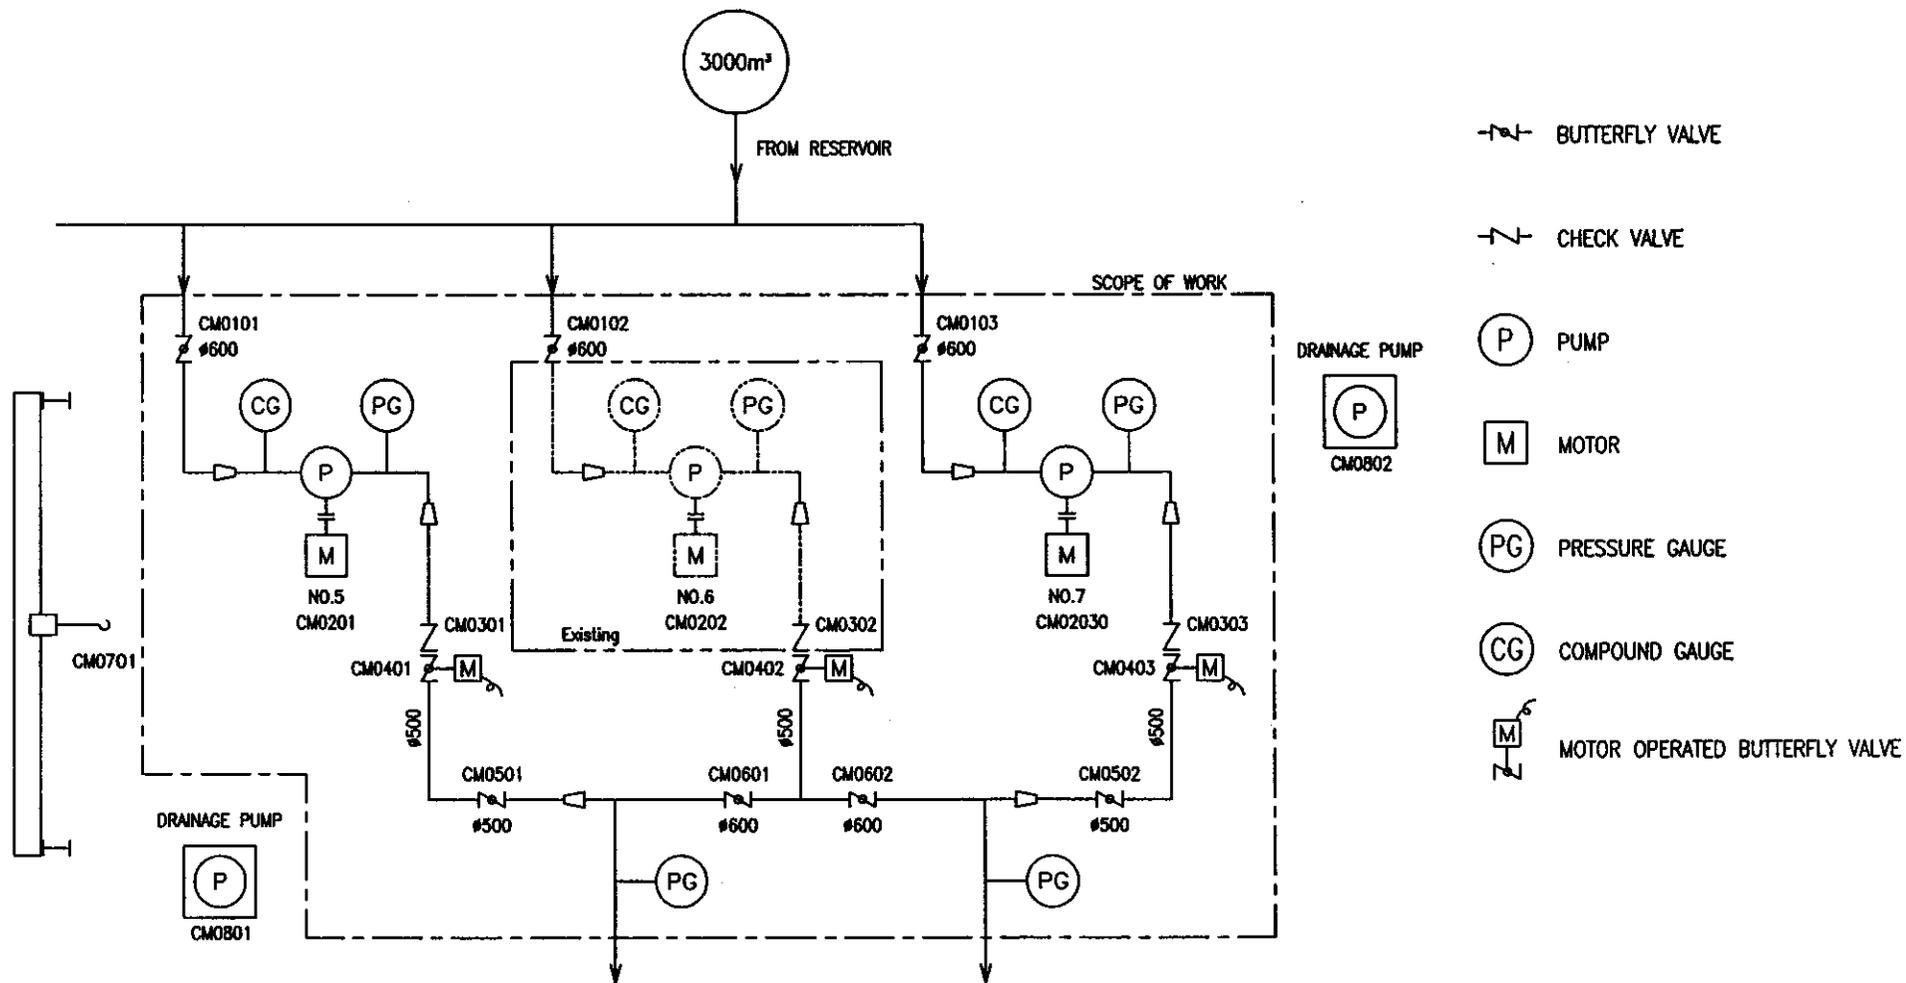 3000m³
FROM RESERVOIR
SCOPE OF WORK
CM0101
ø600
CM0102
ø600
CM0103
ø600
CG
PG
P
M
NO.5
CM0201
CG
PG
P
M
NO.6
CM0202
Existing
CG
PG
P
M
NO.7
CM02030
DRAINAGE PUMP
P
CM0802
CM0301
CM0401
M
ø500
CM0302
CM0402
M
ø500
CM0303
CM0403
M
ø500
CM0701
CM0501
ø500
CM0601
ø600
CM0602
ø600
CM0502
ø500
DRAINAGE PUMP
P
CM0801
PG
PG
BUTTERFLY VALVE
CHECK VALVE
P PUMP
M MOTOR
PG PRESSURE GAUGE
CG COMPOUND GAUGE
M MOTOR OPERATED BUTTERFLY VALVE